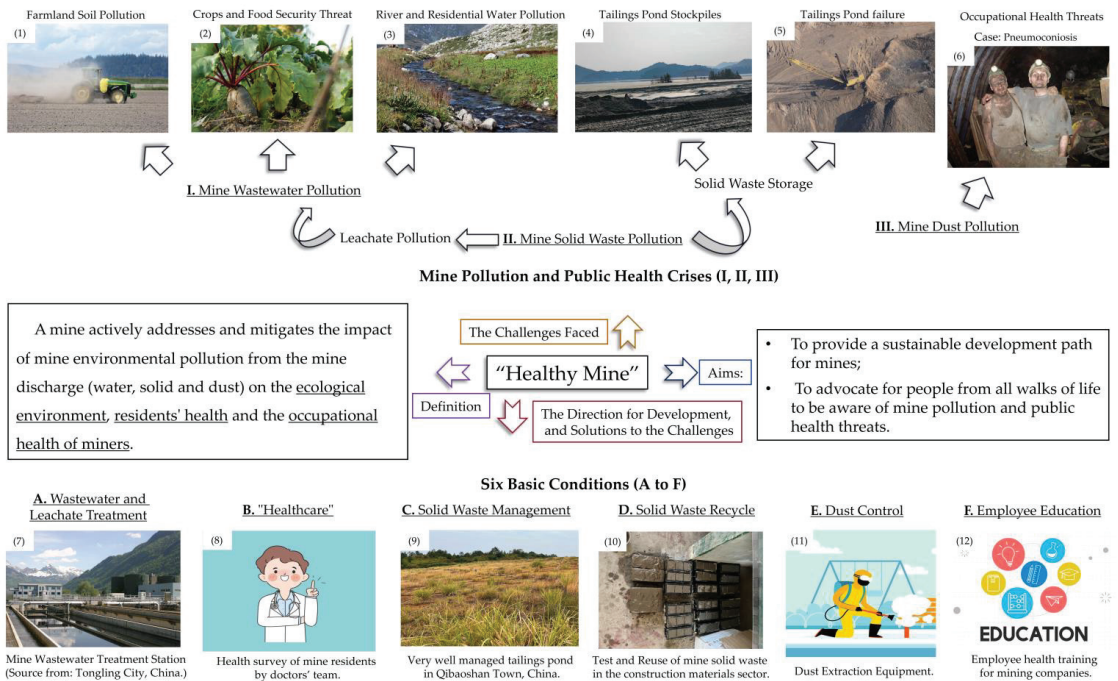 Farmland Soil Pollution
Crops and Food Security Threat
River and Residential Water Pollution
Tailings Pond Stockpiles
Tailings Pond failure
Occupational Health Threats
Case: Pneumoconiosis
(1)
(2)
(3)
(4)
(5)
(6)
I. Mine Wastewater Pollution
Solid Waste Storage
III. Mine Dust Pollution
Leachate Pollution
II. Mine Solid Waste Pollution
Mine Pollution and Public Health Crises (I, II, III)
A mine actively addresses and mitigates the impact
of mine environmental pollution from the mine
discharge (water, solid and dust) on the ecological
environment, residents' health and the occupational
health of miners.
The Challenges Faced
"Healthy Mine"
Aims:
Definition
The Direction for Development,
and Solutions to the Challenges
• To provide a sustainable development path
for mines;
• To advocate for people from all walks of life
to be aware of mine pollution and public
health threats.
Six Basic Conditions (A to F)
A. Wastewater and
Leachate Treatment
B. "Healthcare"
C. Solid Waste Management
D. Solid Waste Recycle
E. Dust Control
F. Employee Education
(7)
(8)
(9)
(10)
(11)
(12)
EDUCATION
Mine Wastewater Treatment Station
(Source from: Tongling City, China.)
Health survey of mine residents
by doctors' team.
Very well managed tailings pond
in Qibaoshan Town, China.
Test and Reuse of mine solid waste
in the construction materials sector.
Dust Extraction Equipment.
Employee health training
for mining companies.